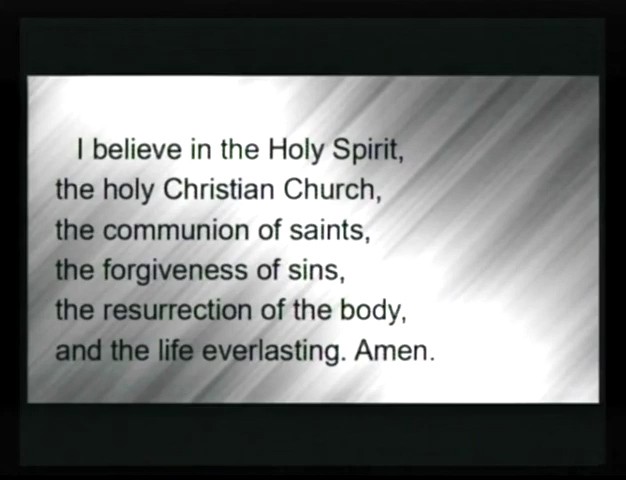 I believe in the Holy Spirit,
the holy Christian Church,
the communion of saints,
the forgiveness of sins,
the resurrection of the body,
and the life everlasting. Amen.